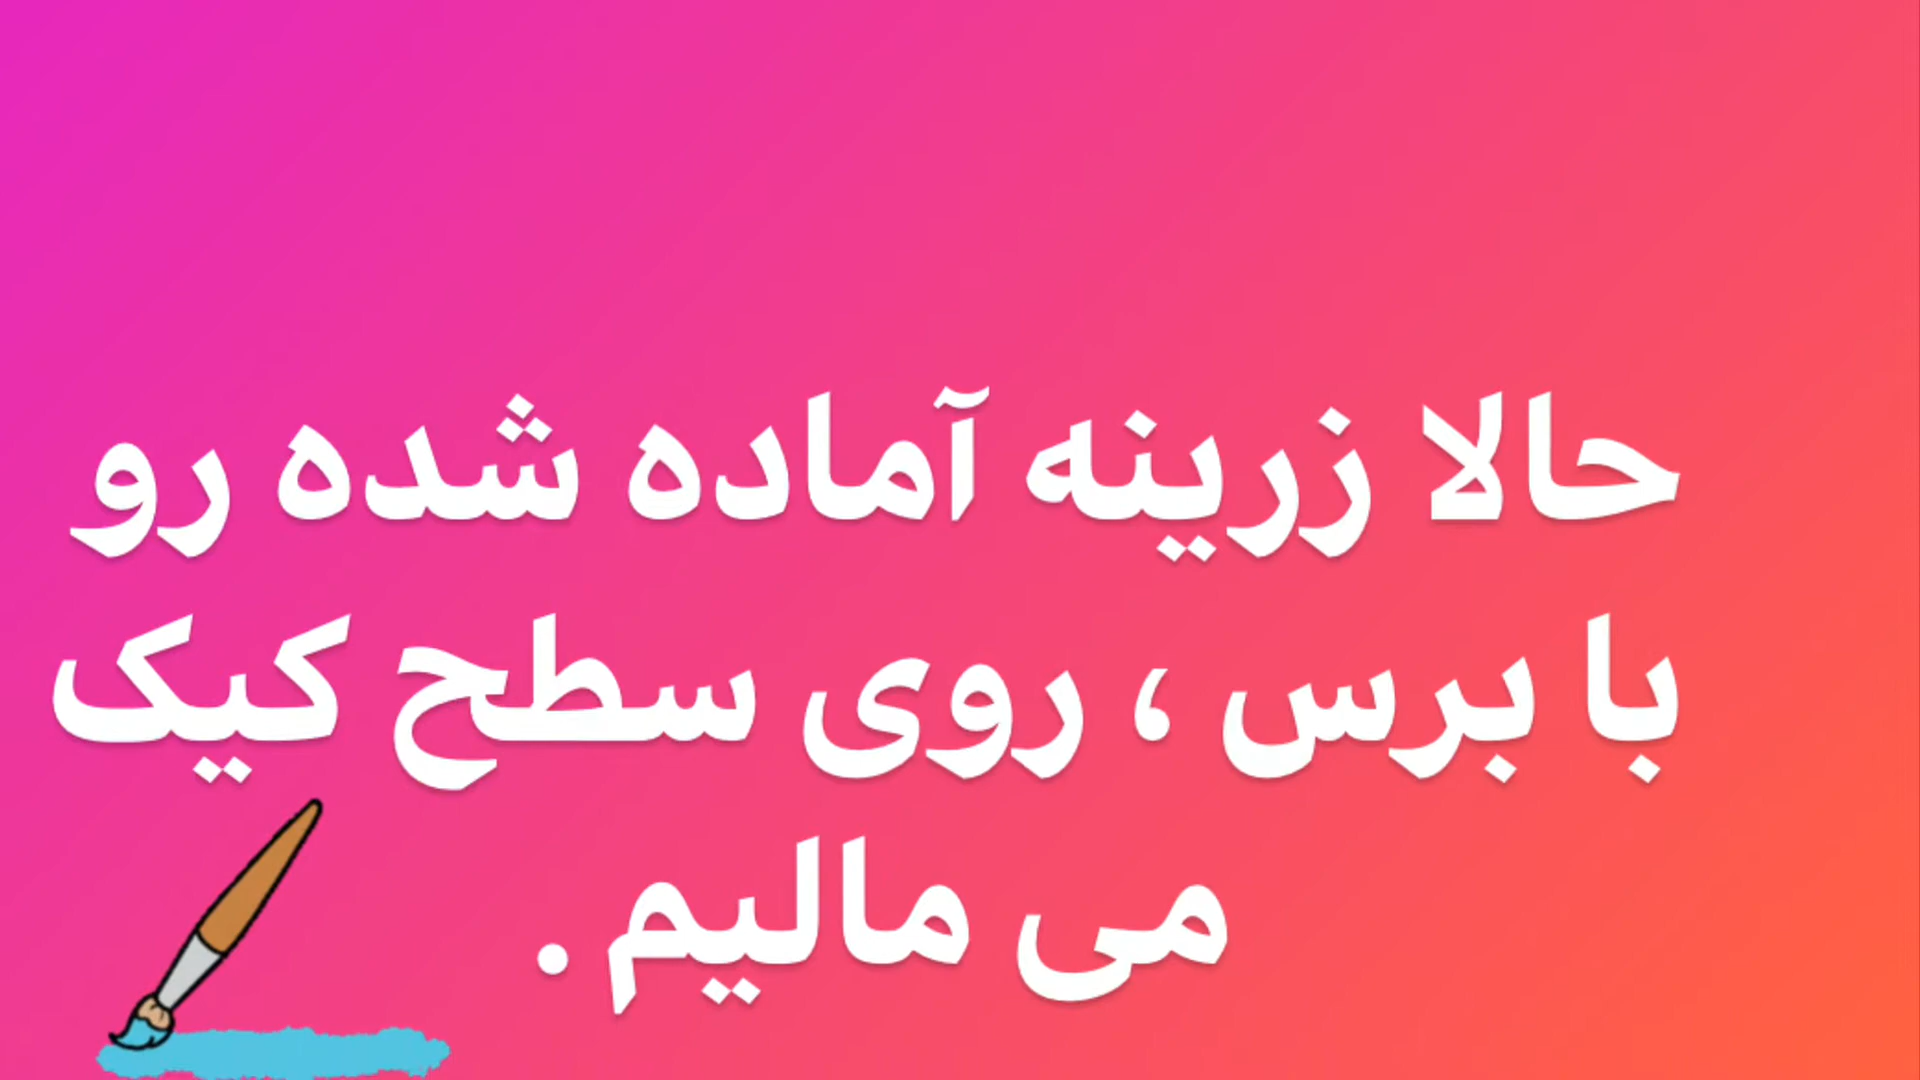 حالا زرینه آماده شده رو
با برس ، روی سطح کیک
می مالیم .